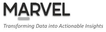 MARVEL
Transforming Data into Actionable Insights